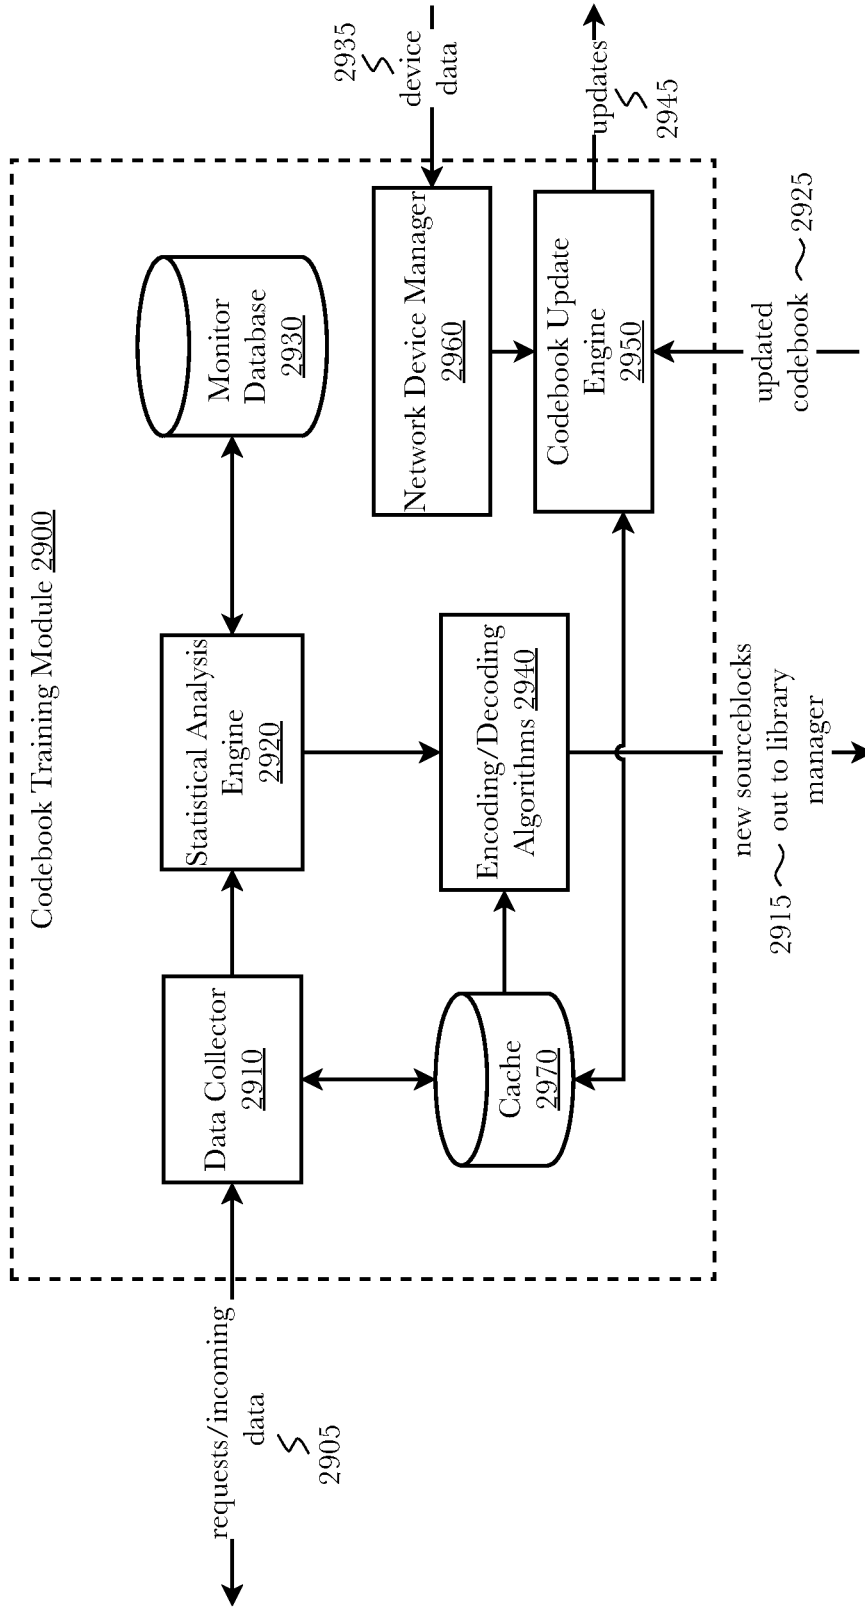 Codebook Training Module 2900
requests/incoming
data
2905
Data Collector
2910
Statistical Analysis
Engine
2920
Monitor
Database
2930
Cache
2970
Encoding/Decoding
Algorithms 2940
Network Device Manager
2960
Codebook Update
Engine
2950
device
data
2935
updates
2945
new sourceblocks
2915 out to library
manager
updated
codebook 2925